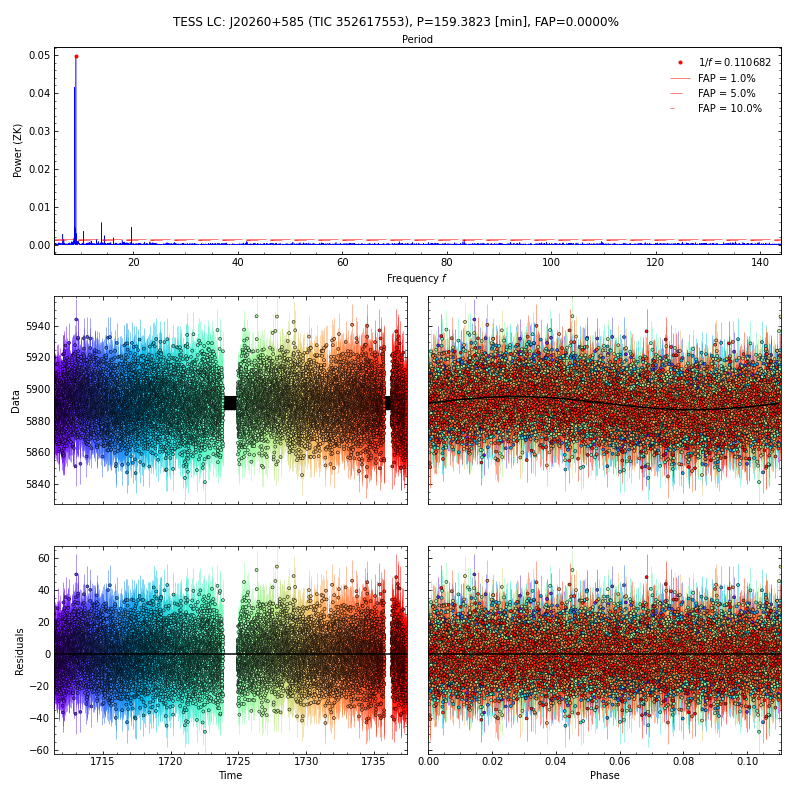 TESS LC: J20260+585 (TIC 352617553), P=159.3823 [min], FAP=0.0000%
Period
1/f = 0.110682
FAP = 1.0%
FAP = 5.0%
FAP = 10.0%
Power (ZK)
0.05
0.04
0.03
0.02
0.01
0.00
20 40 60 80 100 120 140
Frequency f
Data
5940
5920
5900
5880
5860
5840
Residuals
60
40
20
0
−20
−40
−60
1715 1720 1725 1730 1735
Time
0.00 0.02 0.04 0.06 0.08 0.10
Phase